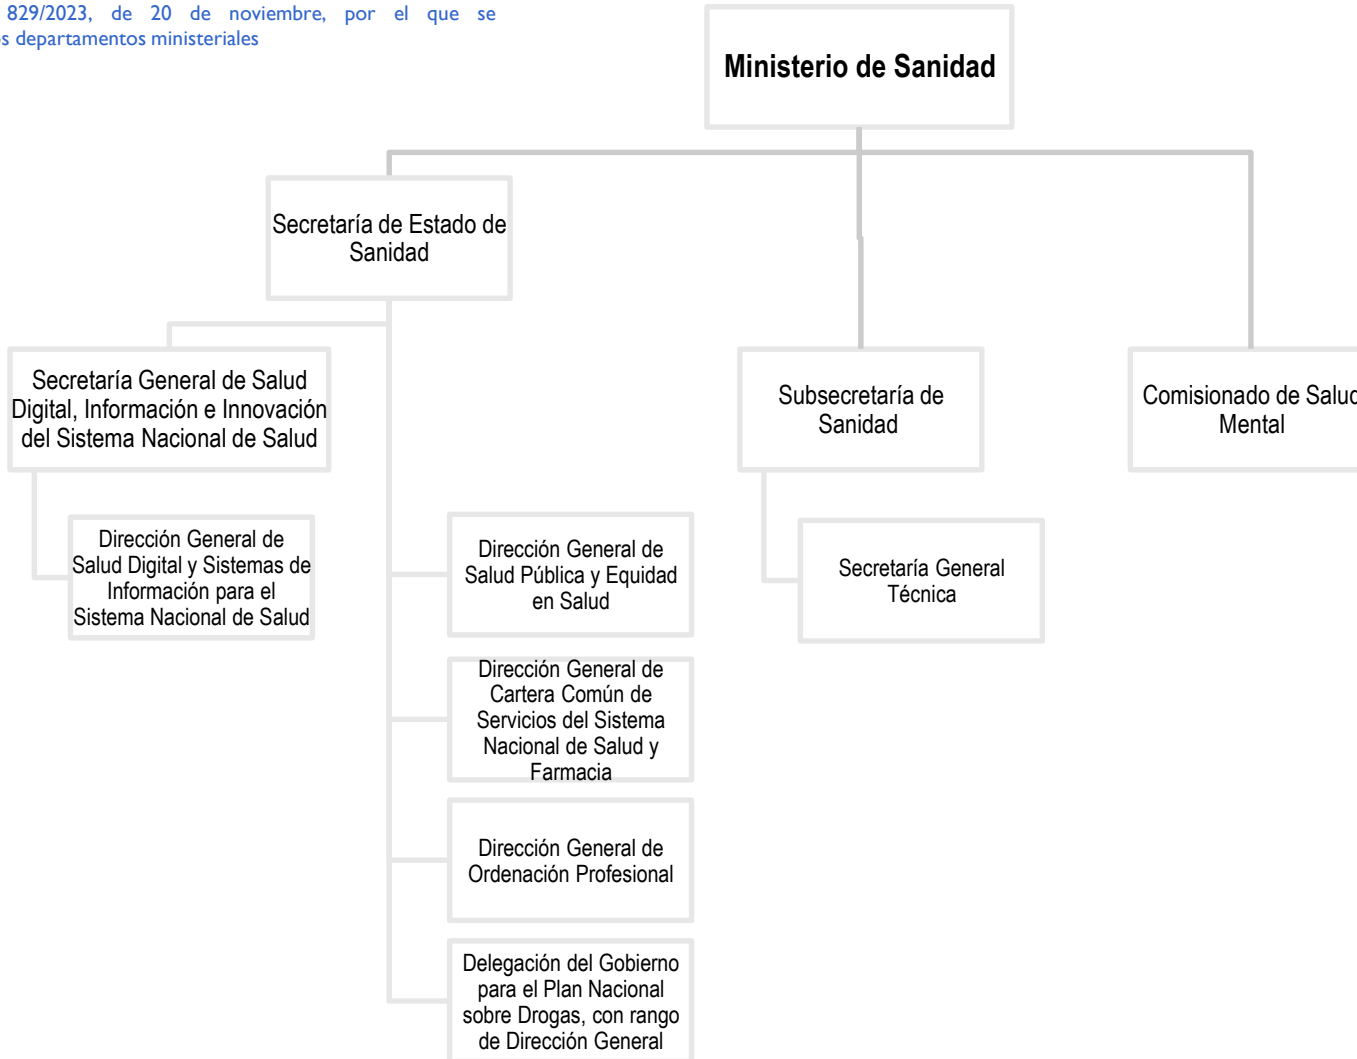 829/2023, de 20 de noviembre, por el que se
s departamentos ministeriales
Ministerio de Sanidad
Secretaría de Estado de
Sanidad
Secretaría General de Salud
Digital, Información e Innovación
del Sistema Nacional de Salud
Subsecretaría de
Sanidad
Comisionado de Salud
Mental
Dirección General de
Salud Digital y Sistemas de
Información para el
Sistema Nacional de Salud
Dirección General de
Salud Pública y Equidad
en Salud
Secretaría General
Técnica
Dirección General de
Cartera Común de
Servicios del Sistema
Nacional de Salud y
Farmacia
Dirección General de
Ordenación Profesional
Delegación del Gobierno
para el Plan Nacional
sobre Drogas, con rango
de Dirección General